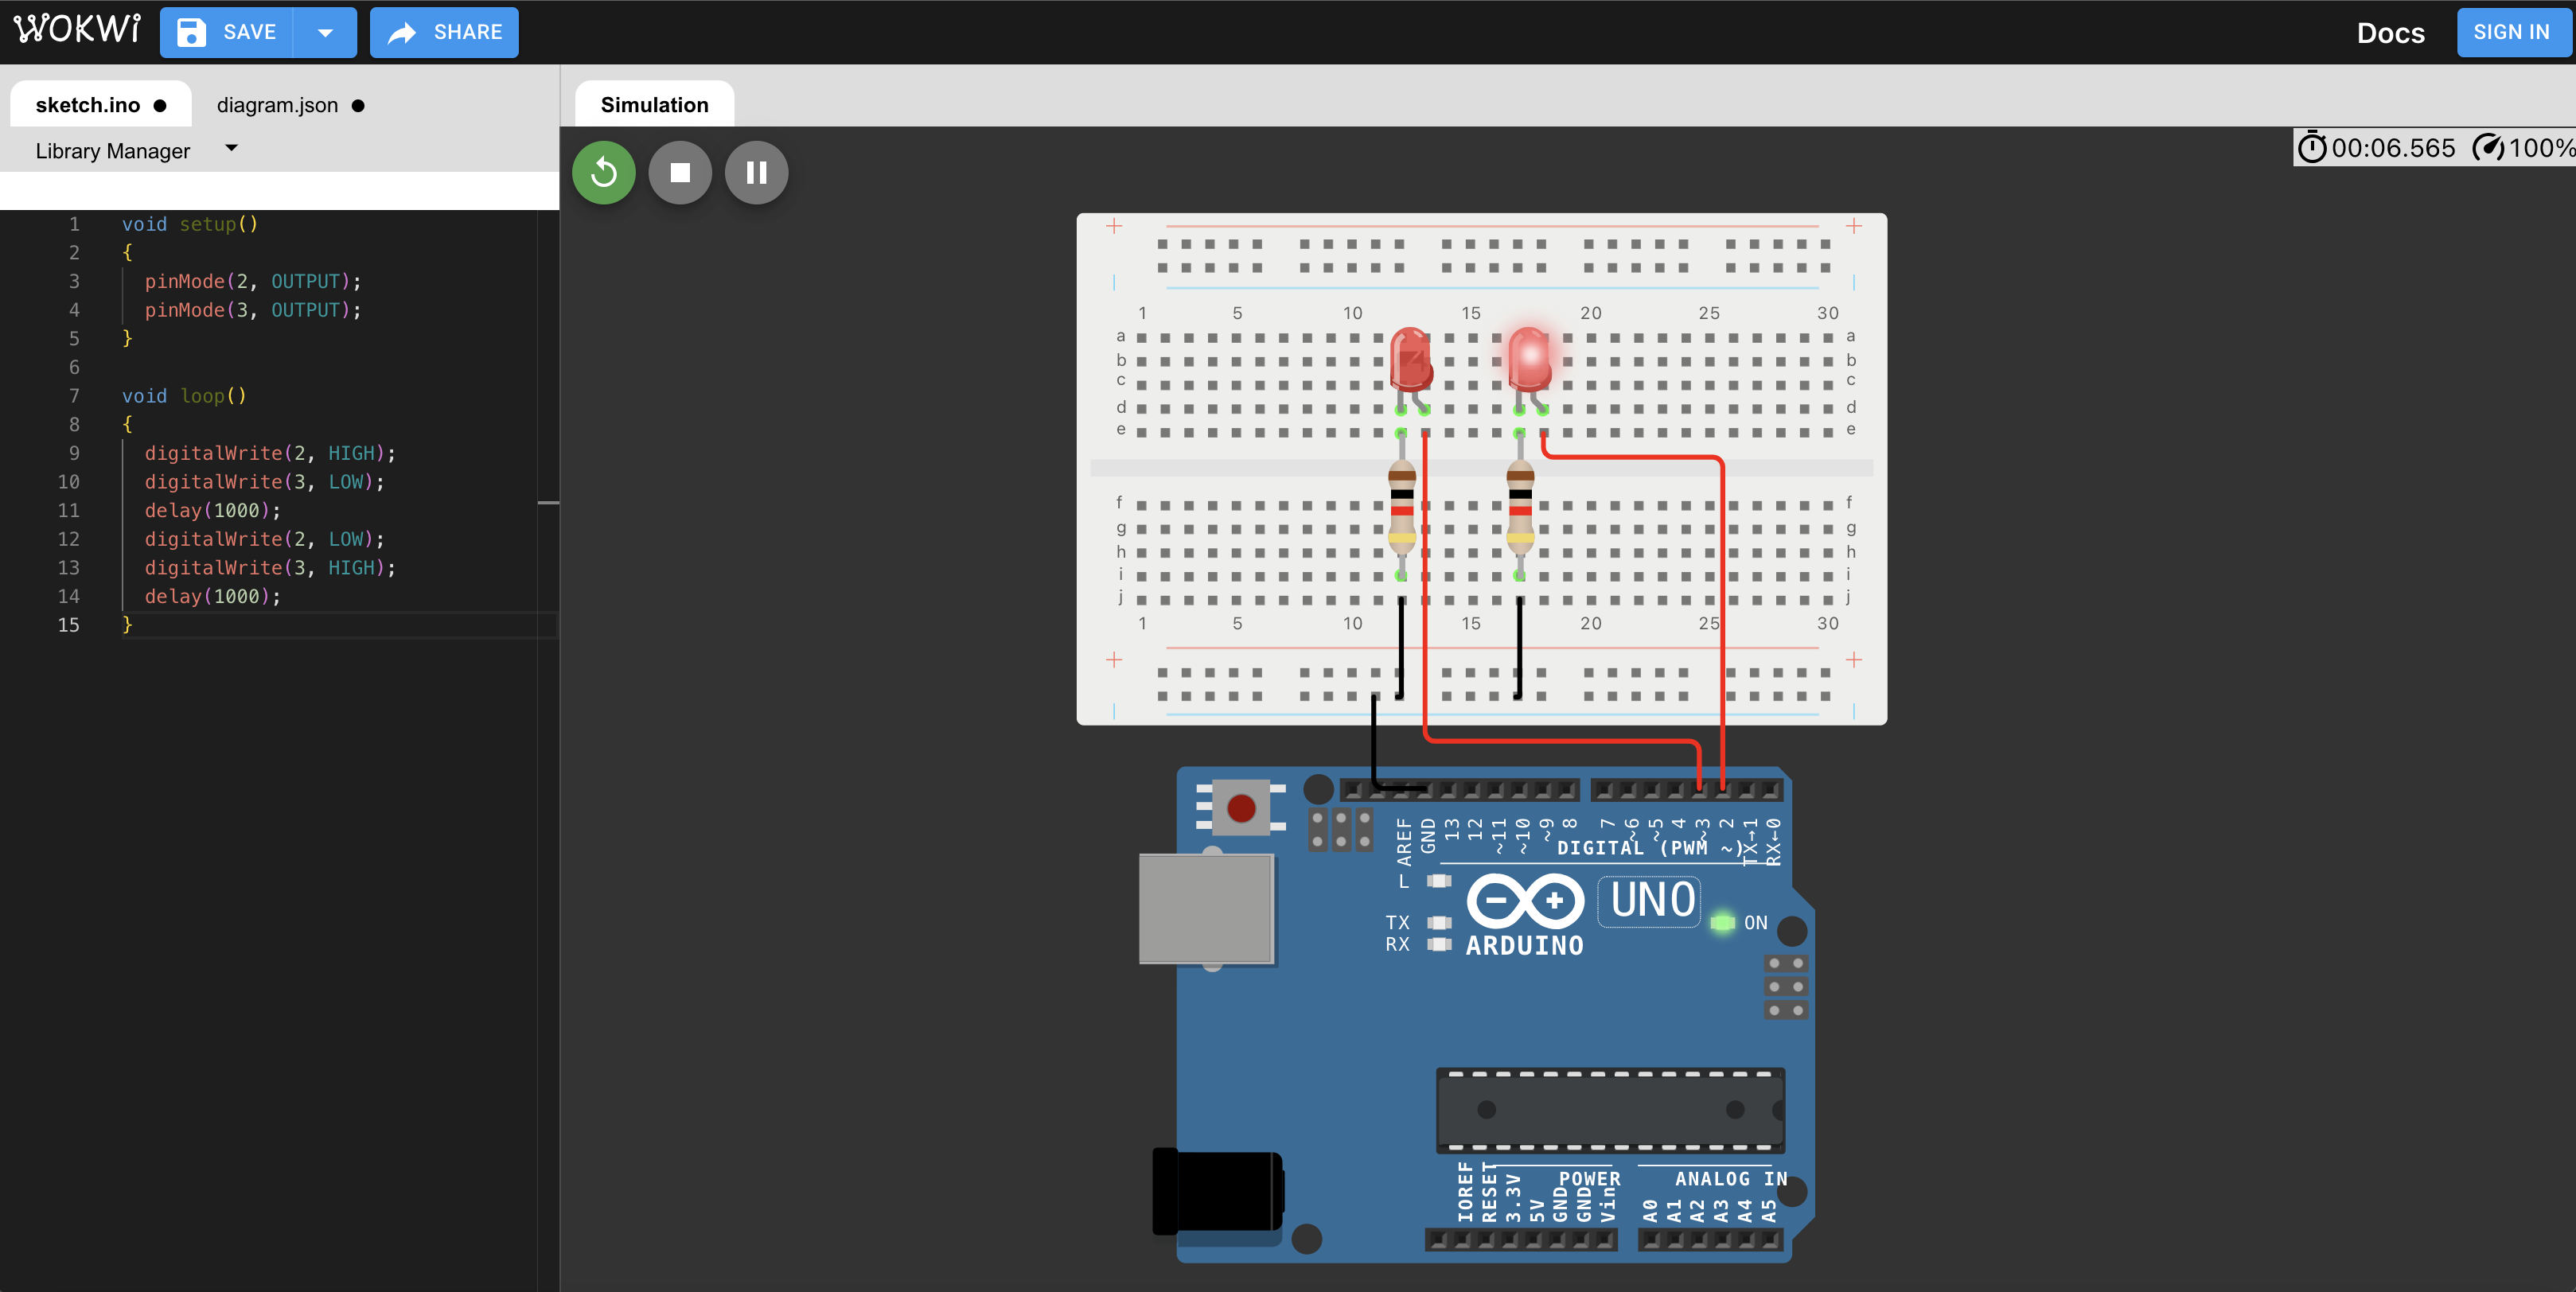 WOKWi SAVE SHARE Docs SIGN IN
sketch.ino diagram.json
Library Manager
Simulation
00:06.565 100%
1 void setup()
2 {
3 pinMode(2, OUTPUT);
4 pinMode(3, OUTPUT);
5 }
6
7 void loop()
8 {
9 digitalWrite(2, HIGH);
10 digitalWrite(3, LOW);
11 delay(1000);
12 digitalWrite(2, LOW);
13 digitalWrite(3, HIGH);
14 delay(1000);
15 }
+ +
1 5 10 15 20 25 30
a a
b b
c c
d d
e e
f f
g g
h h
i i
j j
1 5 10 15 20 25 30
+ +
AREF GND 13 12 ~11 ~10 ~9 8 7 ~6 ~5 4 ~3 2 TX→1 RX←0
DIGITAL (PWM ~)
L
UNO
TX ON
RX ARDUINO
POWER ANALOG IN
IOREF RESET 3.3V 5V GND GND Vin A0 A1 A2 A3 A4 A5